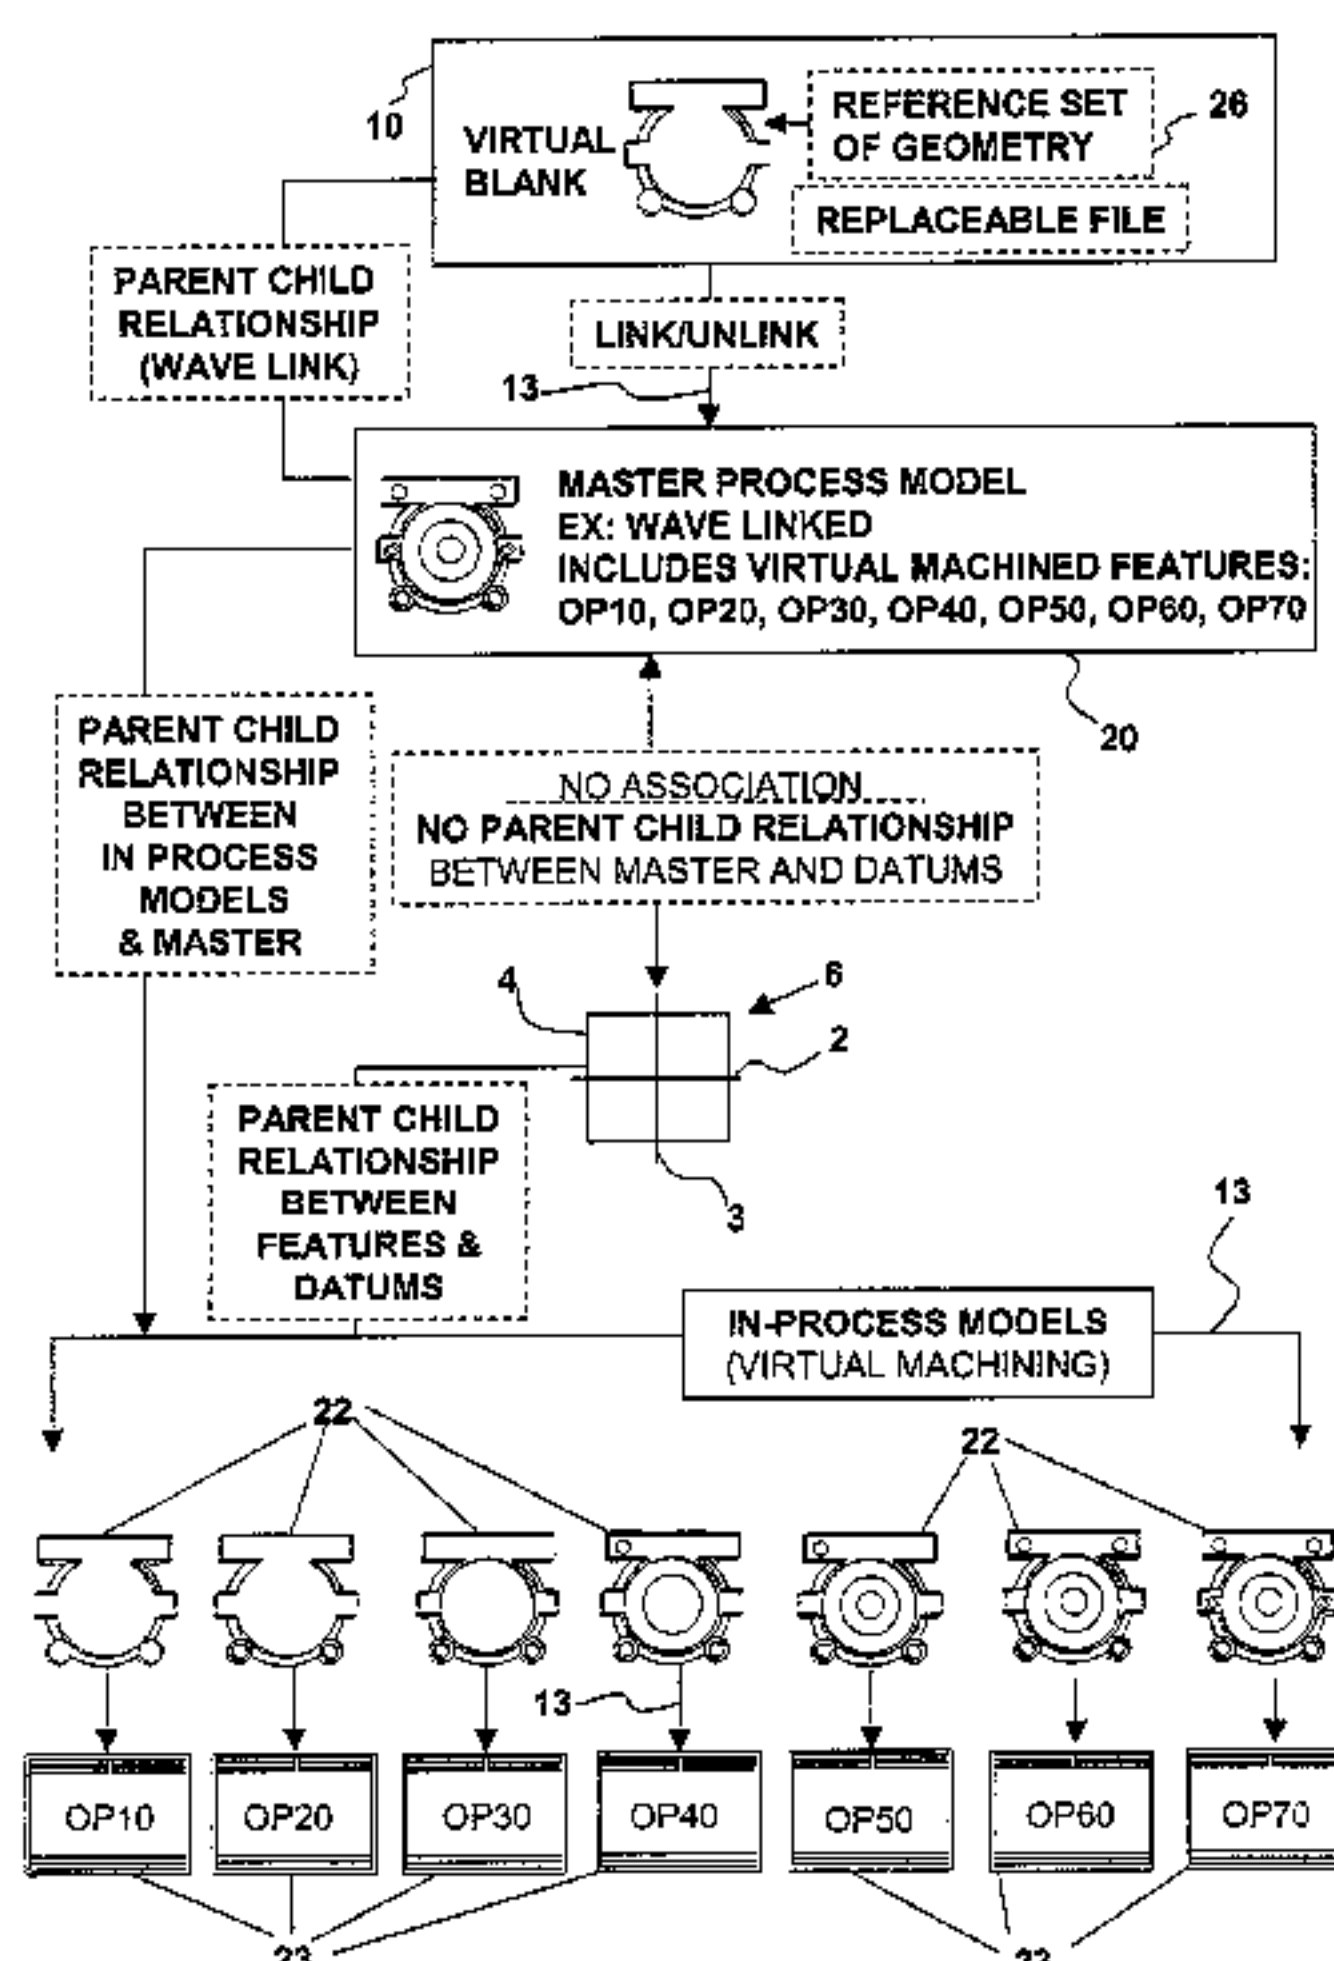 10
VIRTUAL
BLANK
REFERENCE SET
OF GEOMETRY
26
REPLACEABLE FILE
PARENT CHILD
RELATIONSHIP
(WAVE LINK)
LINK/UNLINK
13
MASTER PROCESS MODEL
EX: WAVE LINKED
INCLUDES VIRTUAL MACHINED FEATURES:
OP10, OP20, OP30, OP40, OP50, OP60, OP70
20
PARENT CHILD
RELATIONSHIP
BETWEEN
IN PROCESS
MODELS
& MASTER
NO ASSOCIATION
NO PARENT CHILD RELATIONSHIP
BETWEEN MASTER AND DATUMS
4
6
2
3
PARENT CHILD
RELATIONSHIP
BETWEEN
FEATURES &
DATUMS
13
IN-PROCESS MODELS
(VIRTUAL MACHINING)
22
22
13
OP10
OP20
OP30
OP40
OP50
OP60
OP70
23